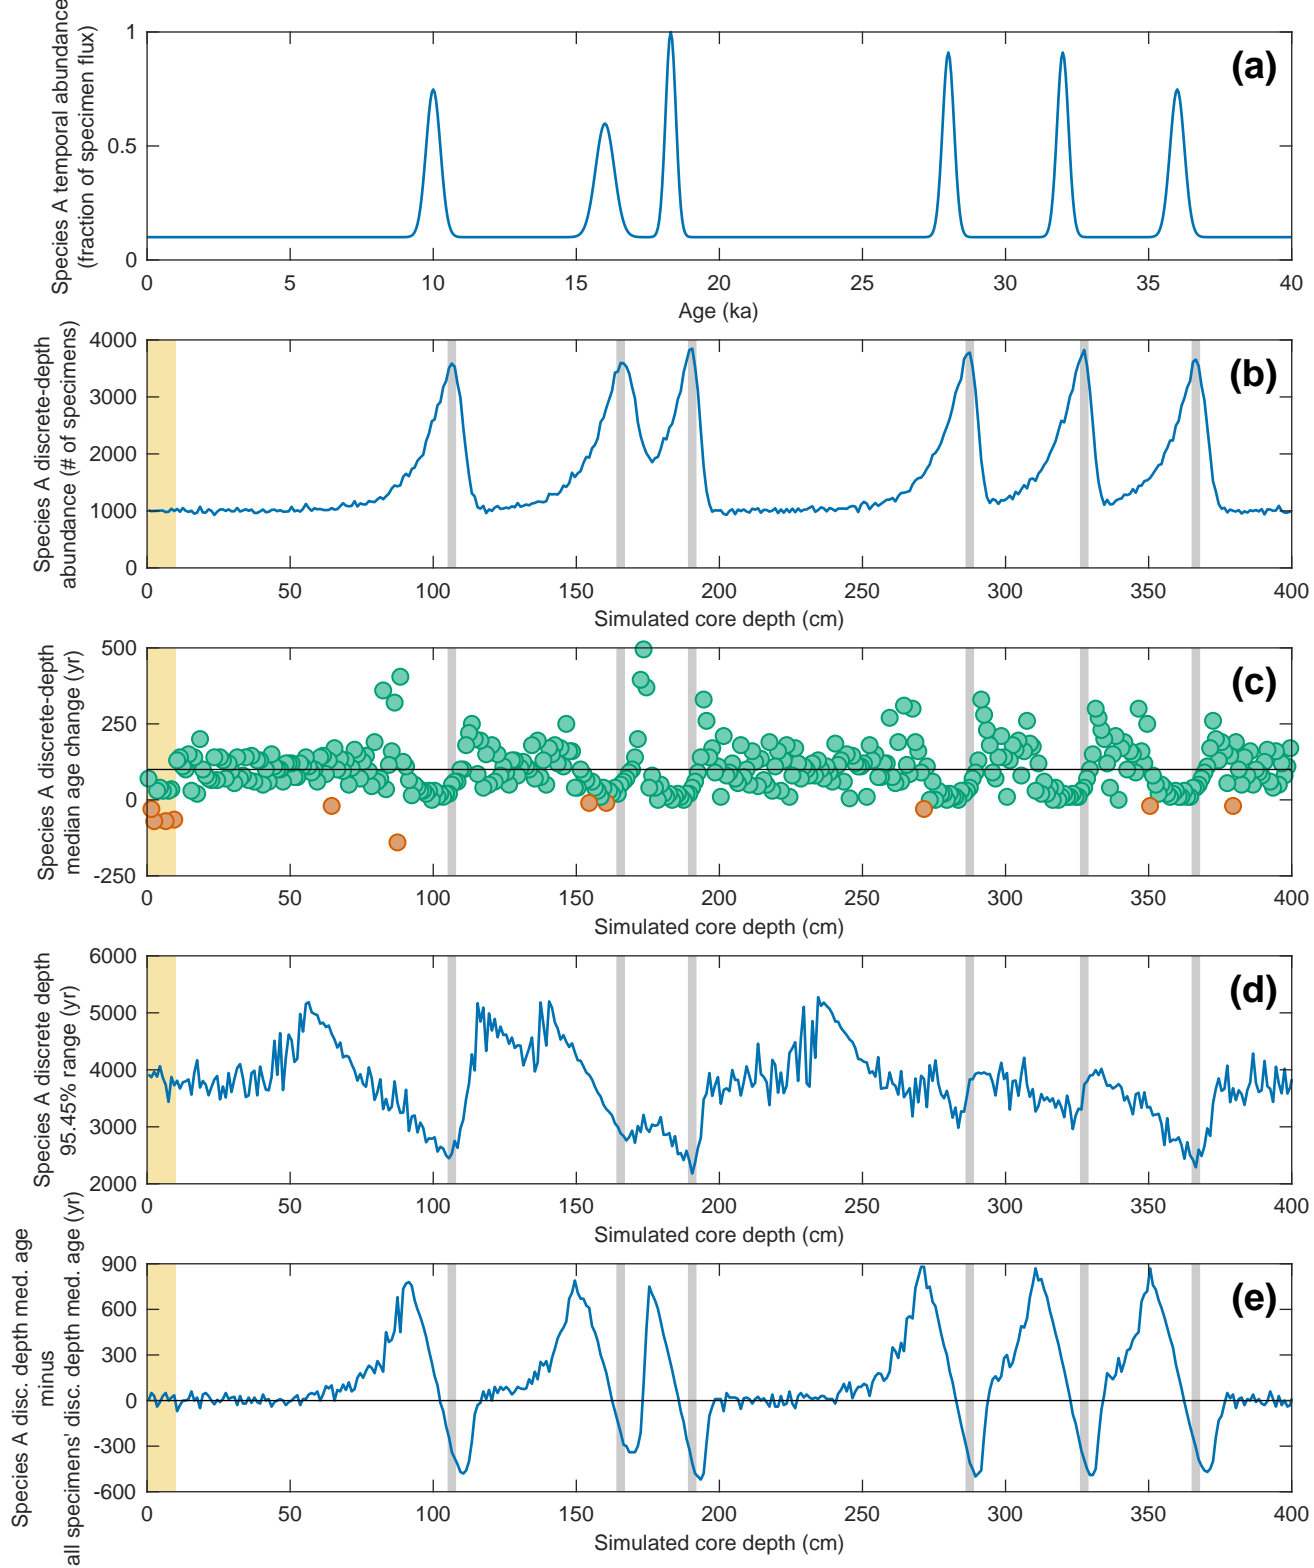 Species A temporal abundance
(fraction of specimen flux)
1
0.5
0
(a)
0 5 10 15 20 25 30 35 40
Age (ka)
Species A discrete-depth
abundance (# of specimens)
4000
3000
2000
1000
0
(b)
0 50 100 150 200 250 300 350 400
Simulated core depth (cm)
Species A discrete-depth
median age change (yr)
500
250
0
-250
(c)
0 50 100 150 200 250 300 350 400
Simulated core depth (cm)
Species A discrete depth
95.45% range (yr)
6000
5000
4000
3000
2000
(d)
0 50 100 150 200 250 300 350 400
Simulated core depth (cm)
Species A disc. depth med. age
minus
all specimens' disc. depth med. age (yr)
900
600
300
0
-300
-600
(e)
0 50 100 150 200 250 300 350 400
Simulated core depth (cm)